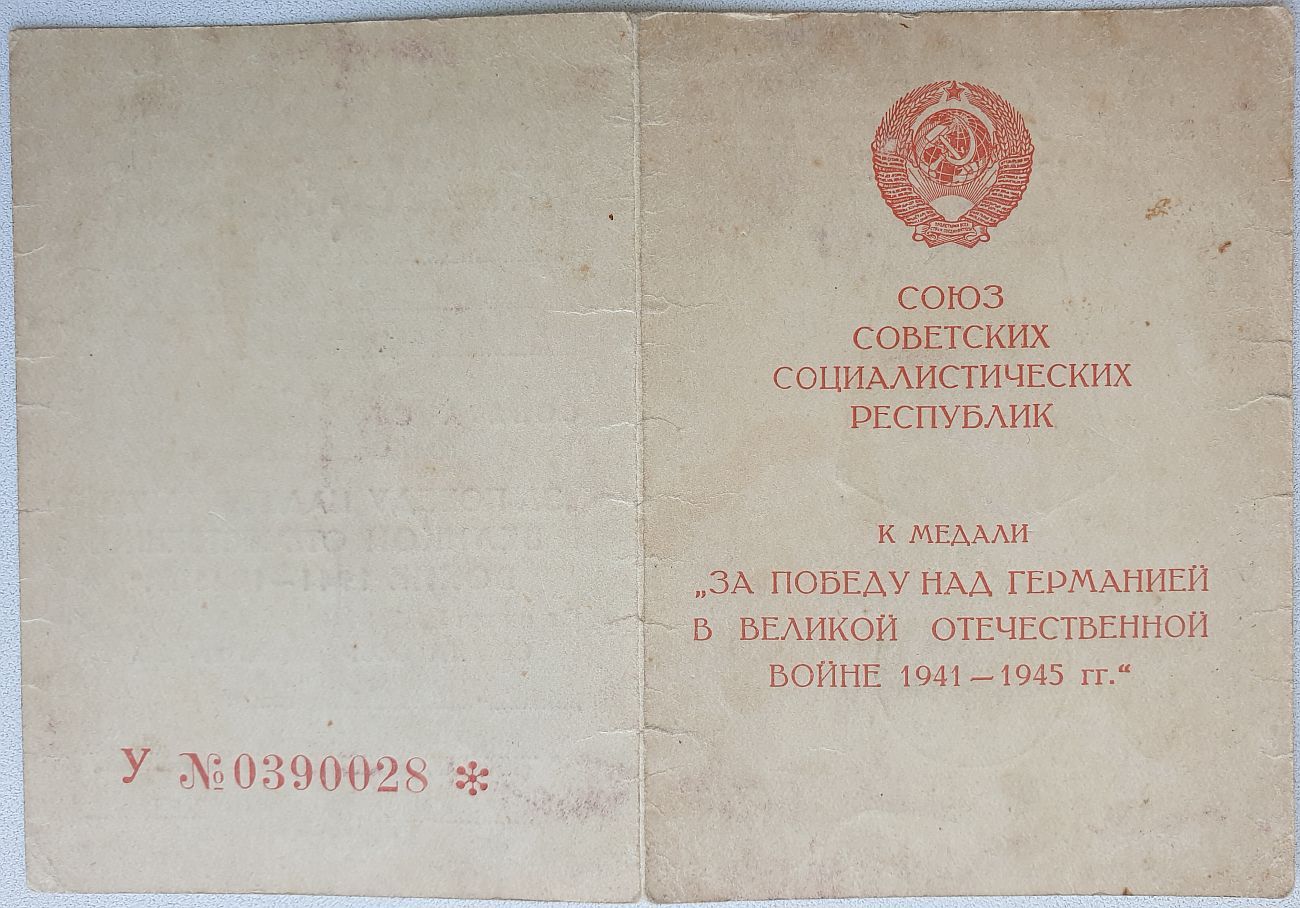 У №0390028 *
СОЮЗ
СОВЕТСКИХ
СОЦИАЛИСТИЧЕСКИХ
РЕСПУБЛИК
К МЕДАЛИ
„ЗА ПОБЕДУ НАД ГЕРМАНИЕЙ
В ВЕЛИКОЙ ОТЕЧЕСТВЕННОЙ
ВОЙНЕ 1941—1945 гг.“